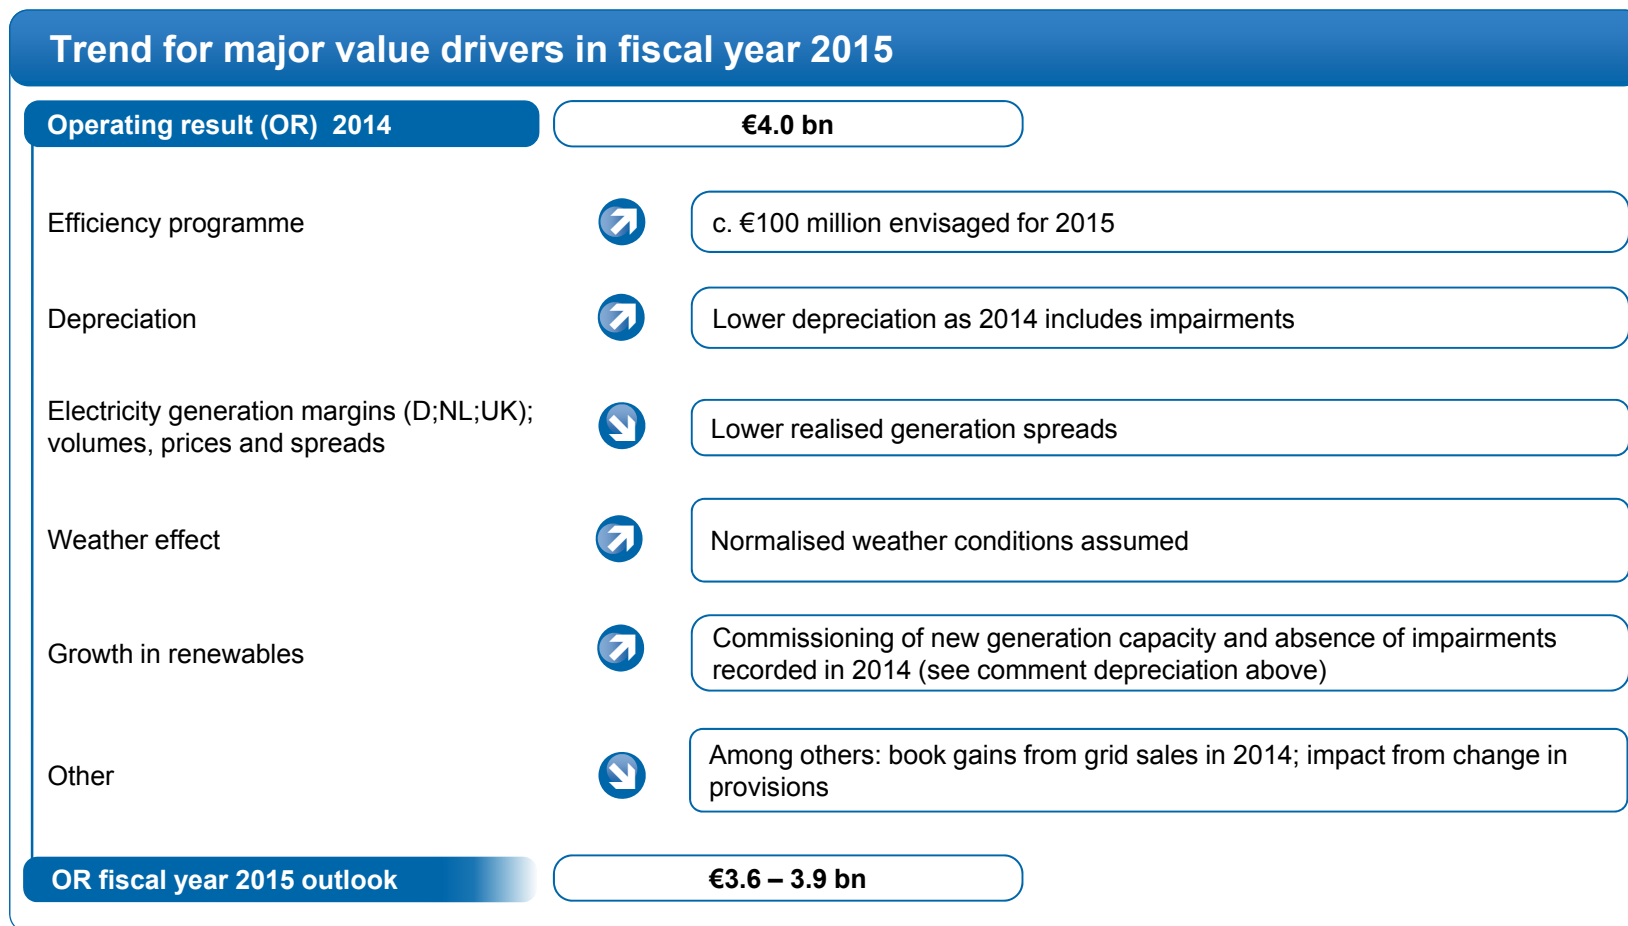 Trend for major value drivers in fiscal year 2015
Operating result (OR)  2014
€4.0 bn
Efficiency programme
c. €100 million envisaged for 2015
Depreciation
Lower depreciation as 2014 includes impairments
Electricity generation margins (D;NL;UK);
volumes, prices and spreads
Lower realised generation spreads
Weather effect
Normalised weather conditions assumed
Growth in renewables
Commissioning of new generation capacity and absence of impairments
recorded in 2014 (see comment depreciation above)
Other
Among others: book gains from grid sales in 2014; impact from change in
provisions
OR fiscal year 2015 outlook
€3.6 – 3.9 bn